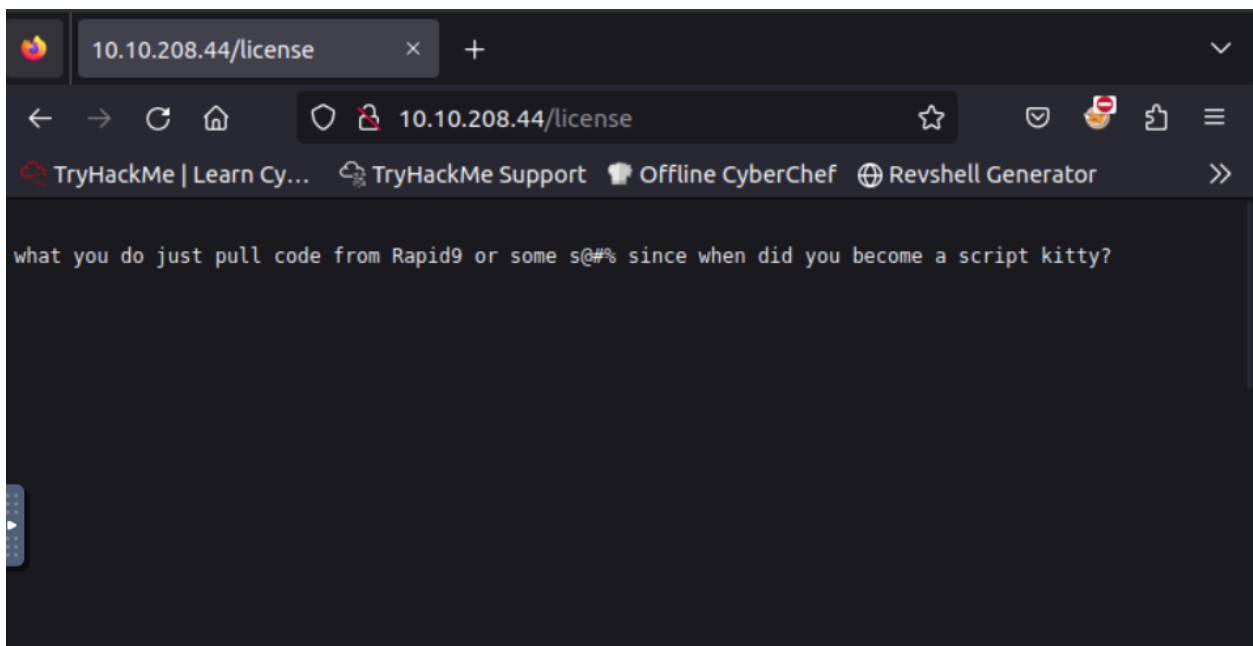 10.10.208.44/license
10.10.208.44/license
TryHackMe | Learn Cy... TryHackMe Support Offline CyberChef Revshell Generator
what you do just pull code from Rapid9 or some s@#% since when did you become a script kitty?